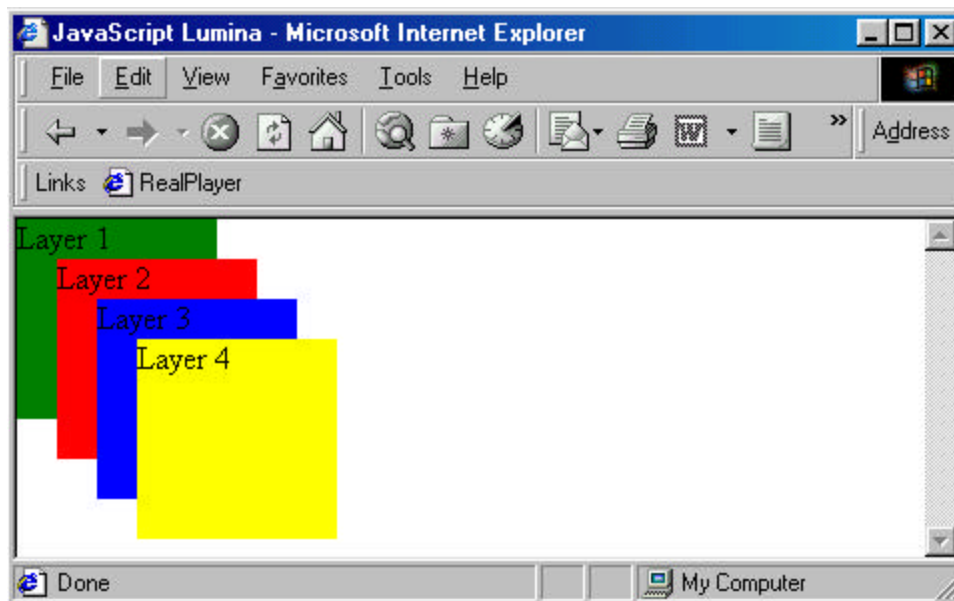 JavaScript Lumina - Microsoft Internet Explorer
File Edit View Favorites Tools Help
W » Address
Links RealPlayer
Layer 1
Layer 2
Layer 3
Layer 4
Done My Computer